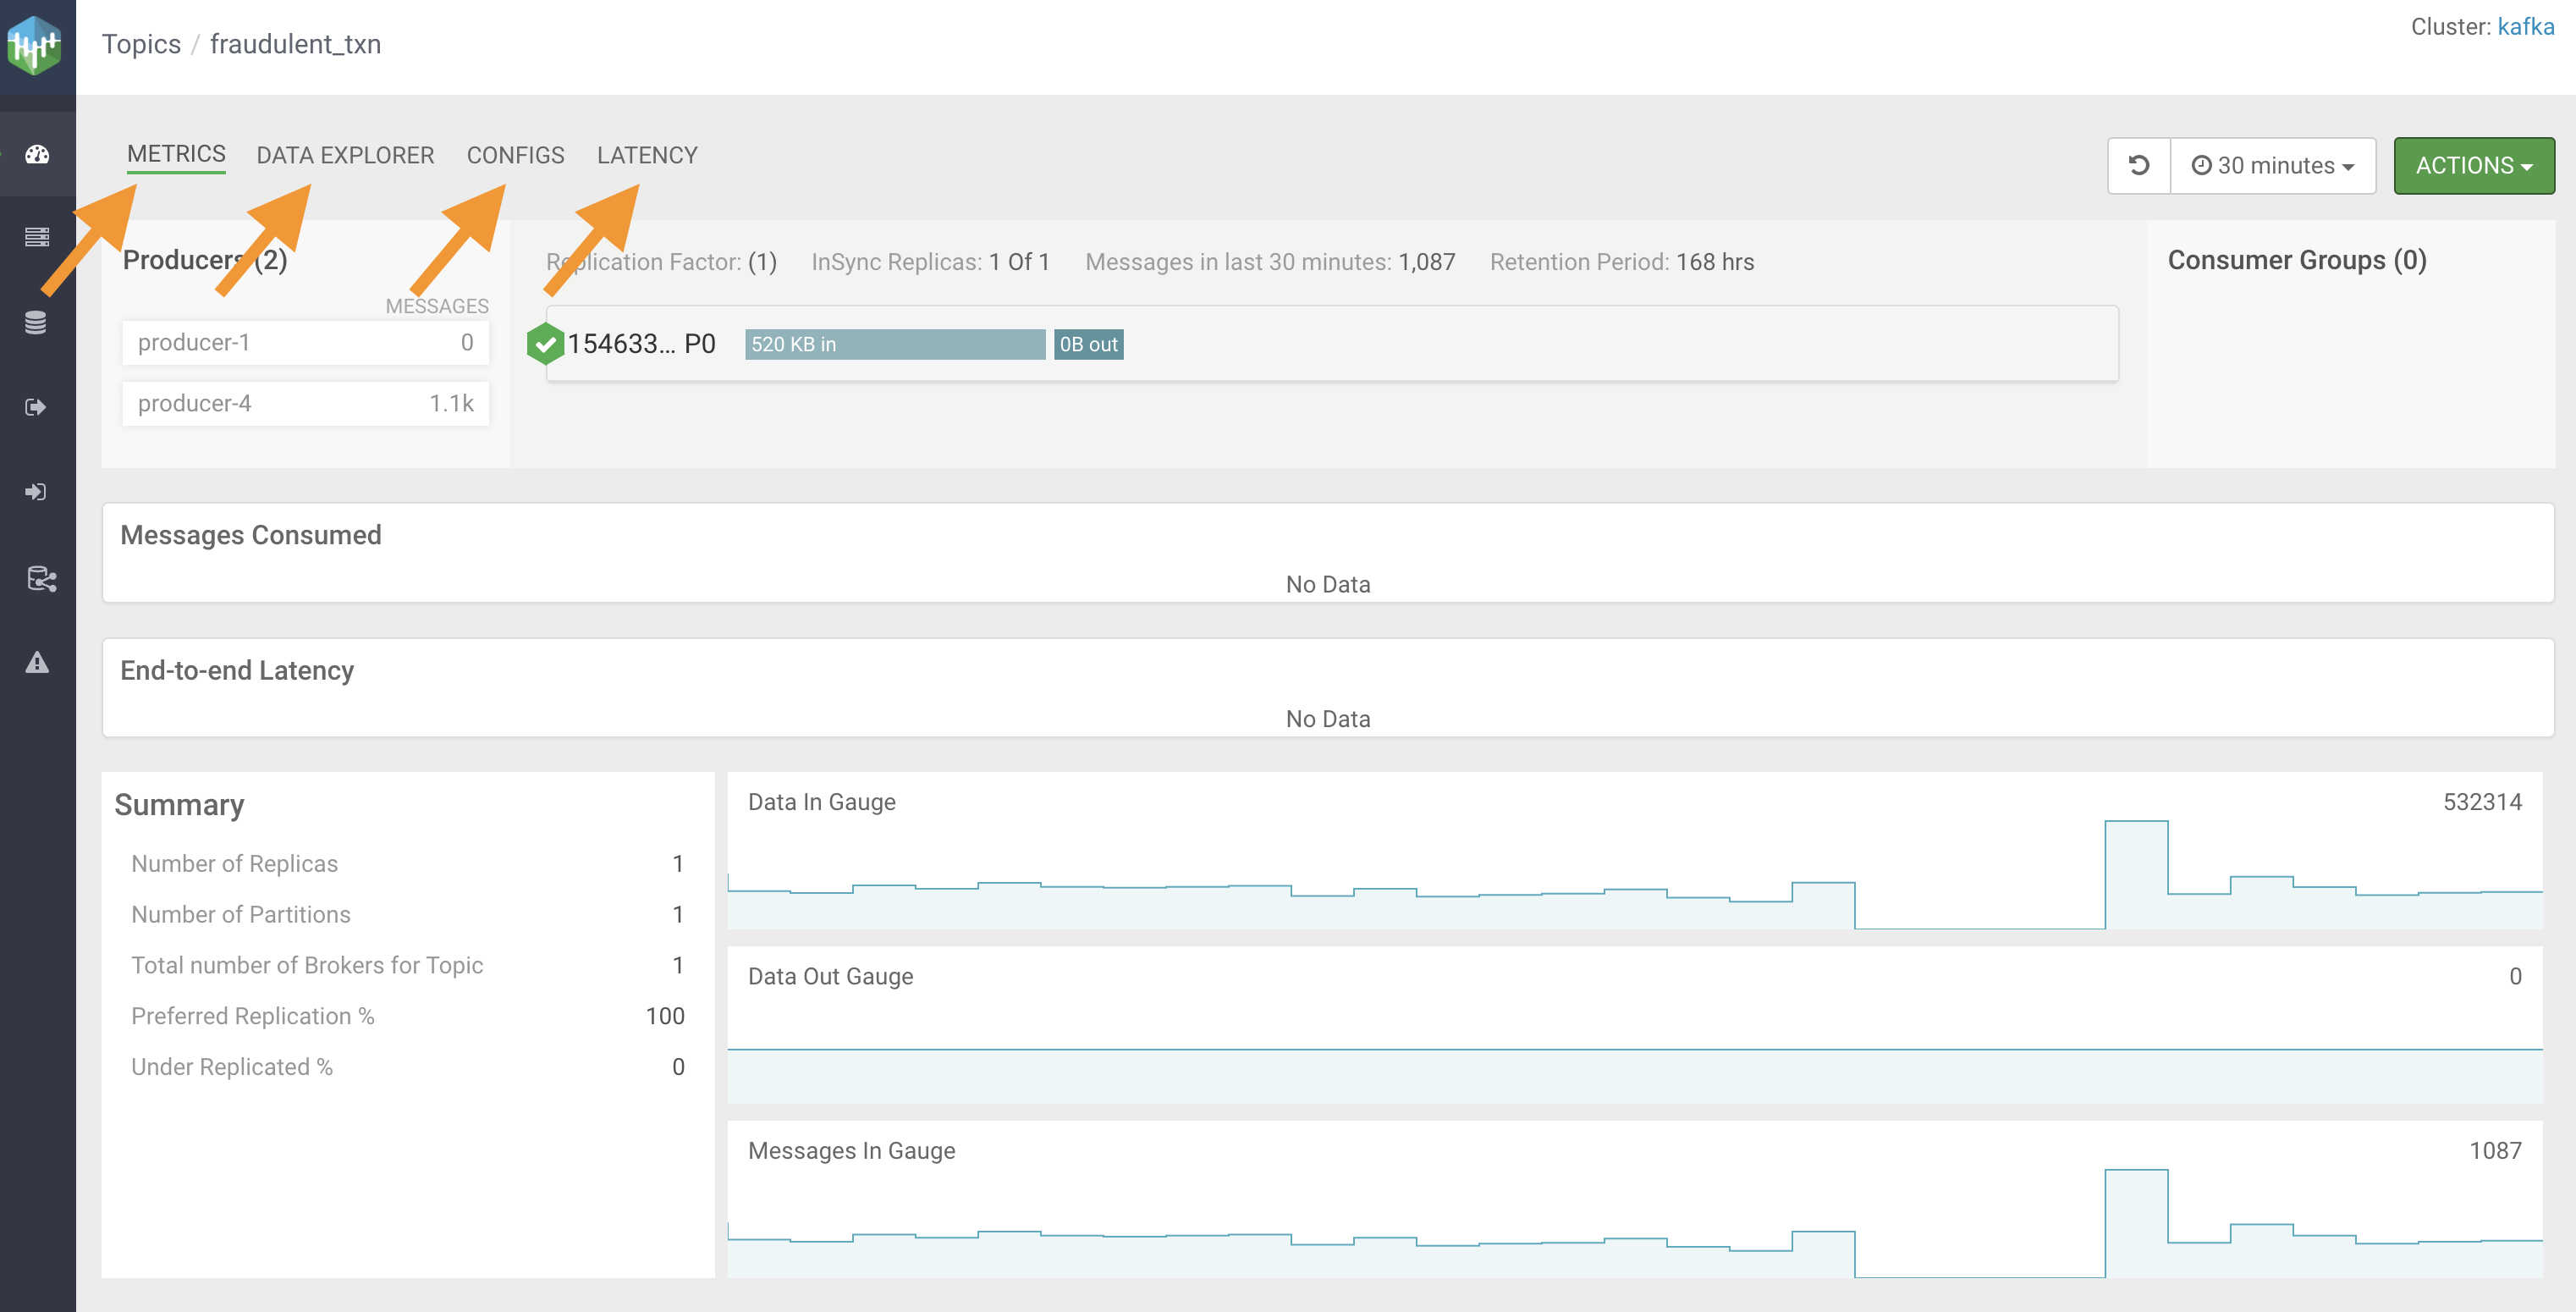 Topics / fraudulent_txn
Cluster: kafka
METRICS DATA EXPLORER CONFIGS LATENCY
30 minutes
ACTIONS
Producers (2)
MESSAGES
producer-1 0
producer-4 1.1k
Replication Factor: (1) InSync Replicas: 1 Of 1 Messages in last 30 minutes: 1,087 Retention Period: 168 hrs
154633... P0 520 KB in 0B out
Consumer Groups (0)
Messages Consumed
No Data
End-to-end Latency
No Data
Summary
Number of Replicas 1
Number of Partitions 1
Total number of Brokers for Topic 1
Preferred Replication % 100
Under Replicated % 0
Data In Gauge 532314
Data Out Gauge 0
Messages In Gauge 1087